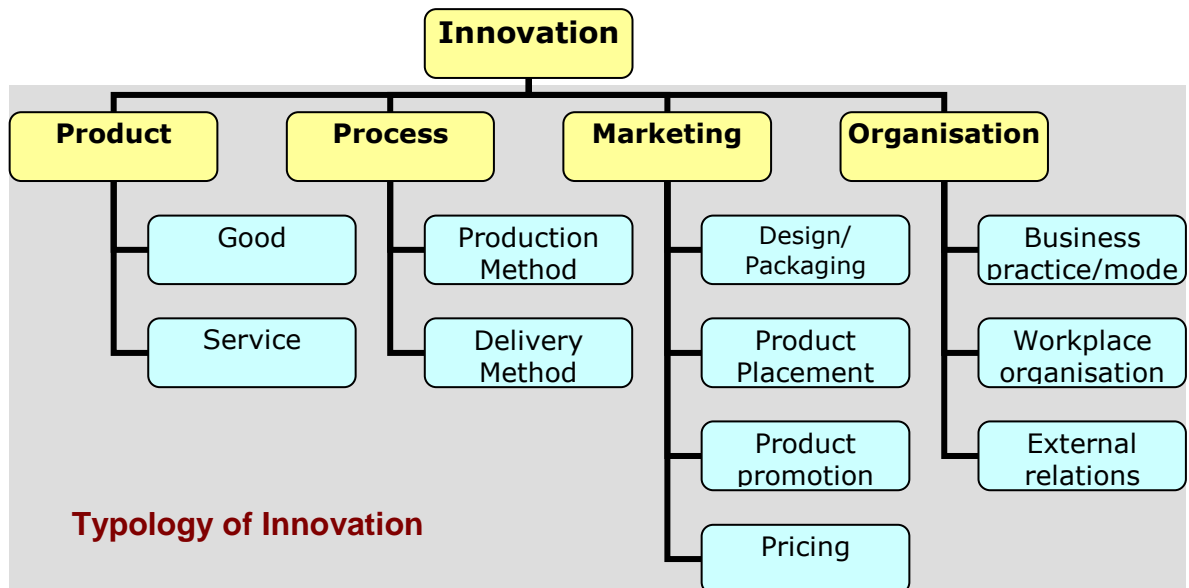 Innovation
Product
Process
Marketing
Organisation
Good
Production
Method
Design/
Packaging
Business
practice/mode
Service
Delivery
Method
Product
Placement
Workplace
organisation
Product
promotion
External
relations
Pricing
Typology of Innovation